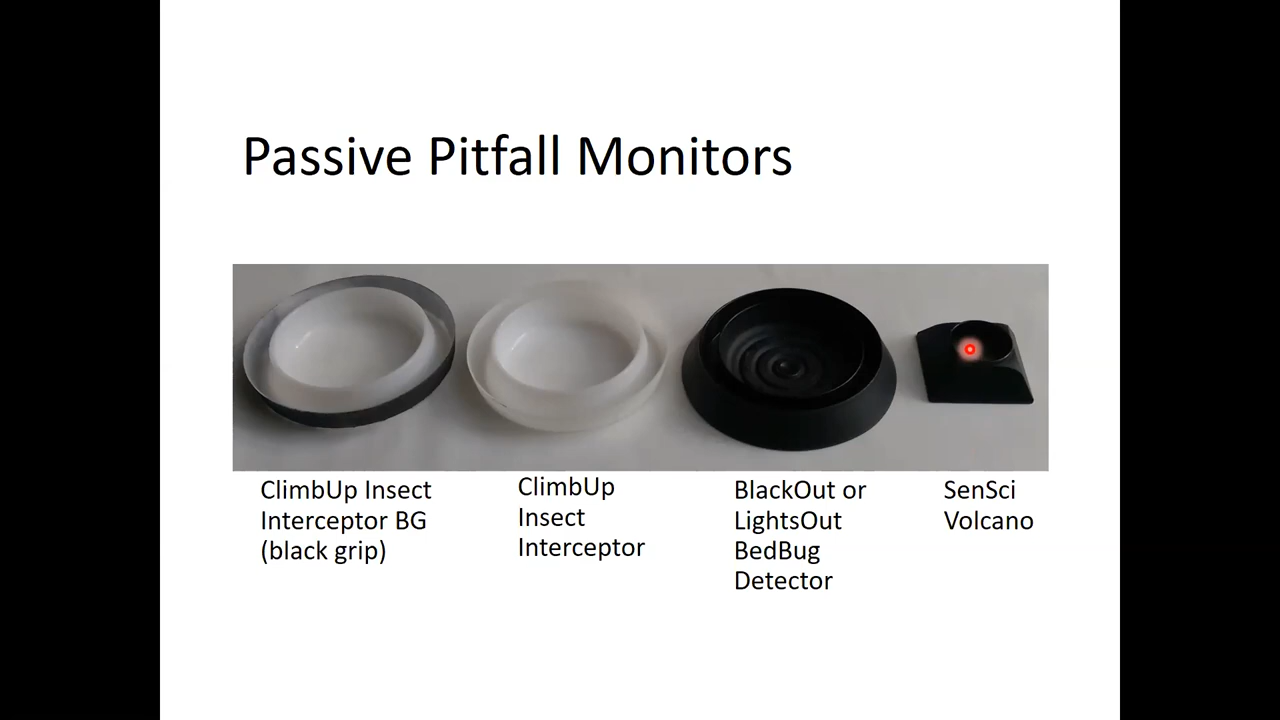 Passive Pitfall Monitors
ClimbUp Insect
Interceptor BG
(black grip)
ClimbUp
Insect
Interceptor
BlackOut or
LightsOut
BedBug
Detector
SenSci
Volcano